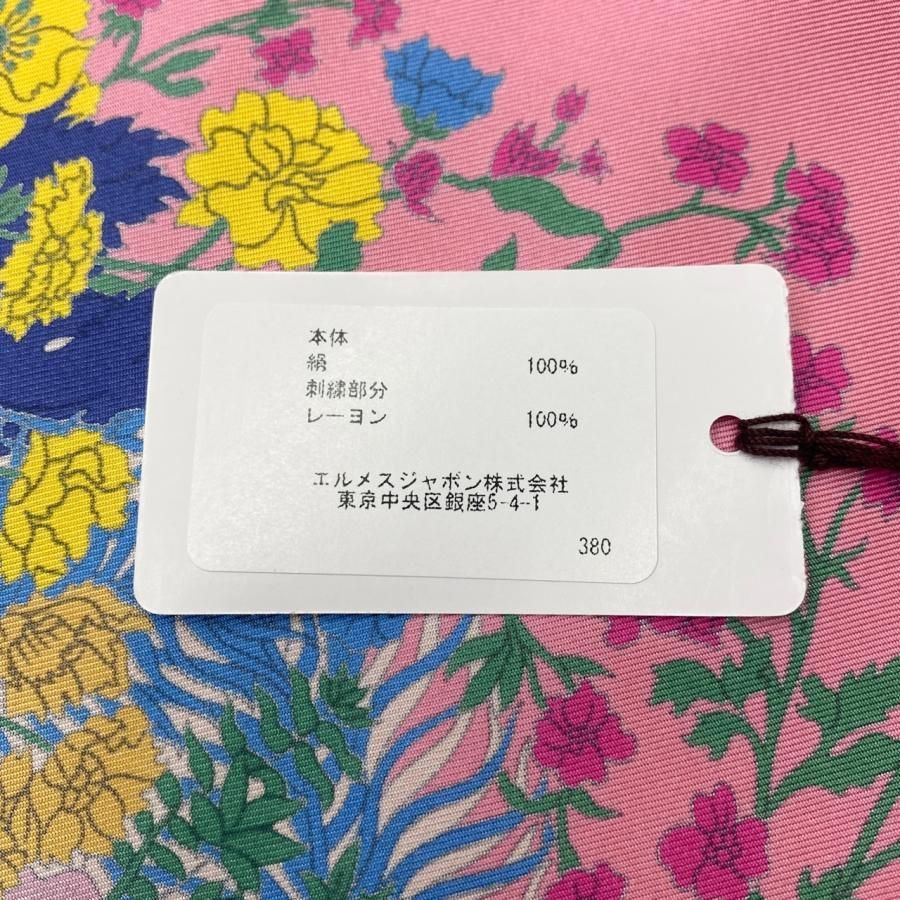 本体
絹 100%
刺繍部分
レーヨン 100%
エルメスジャポン株式会社
東京中央区銀座5-4-1
380